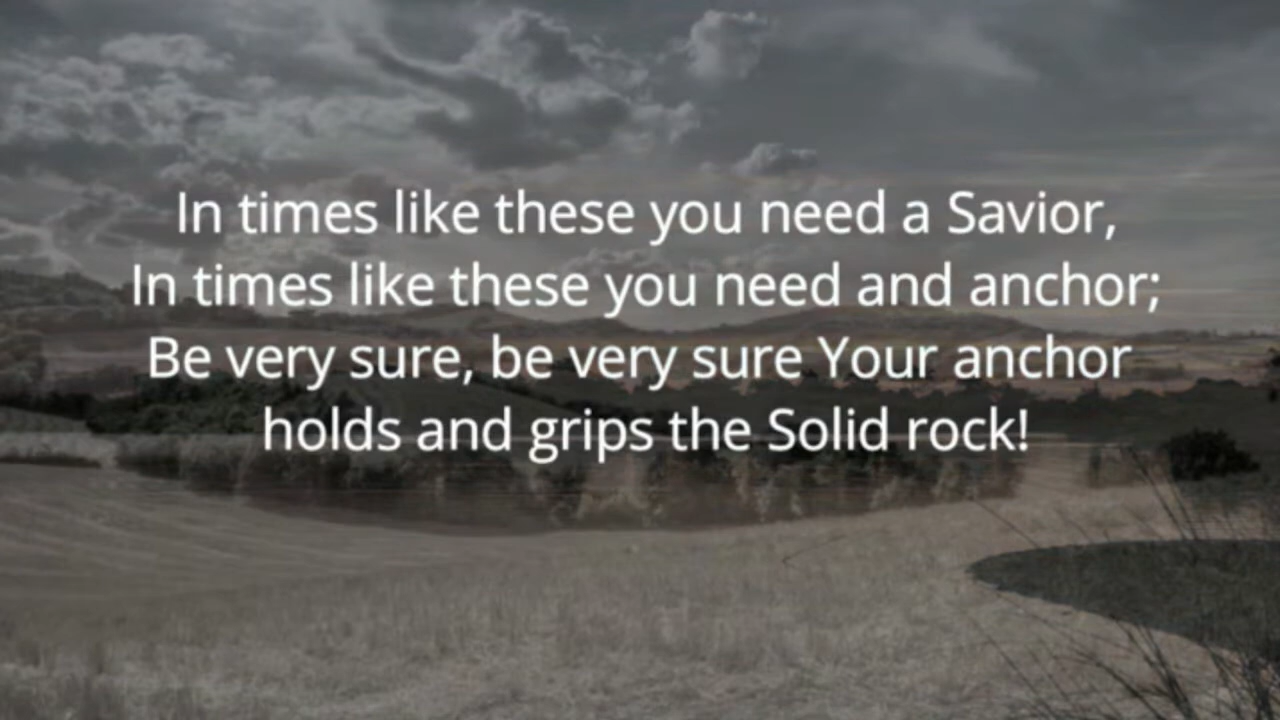 In times like these you need a Savior,
In times like these you need and anchor;
Be very sure, be very sure Your anchor
holds and grips the Solid rock!